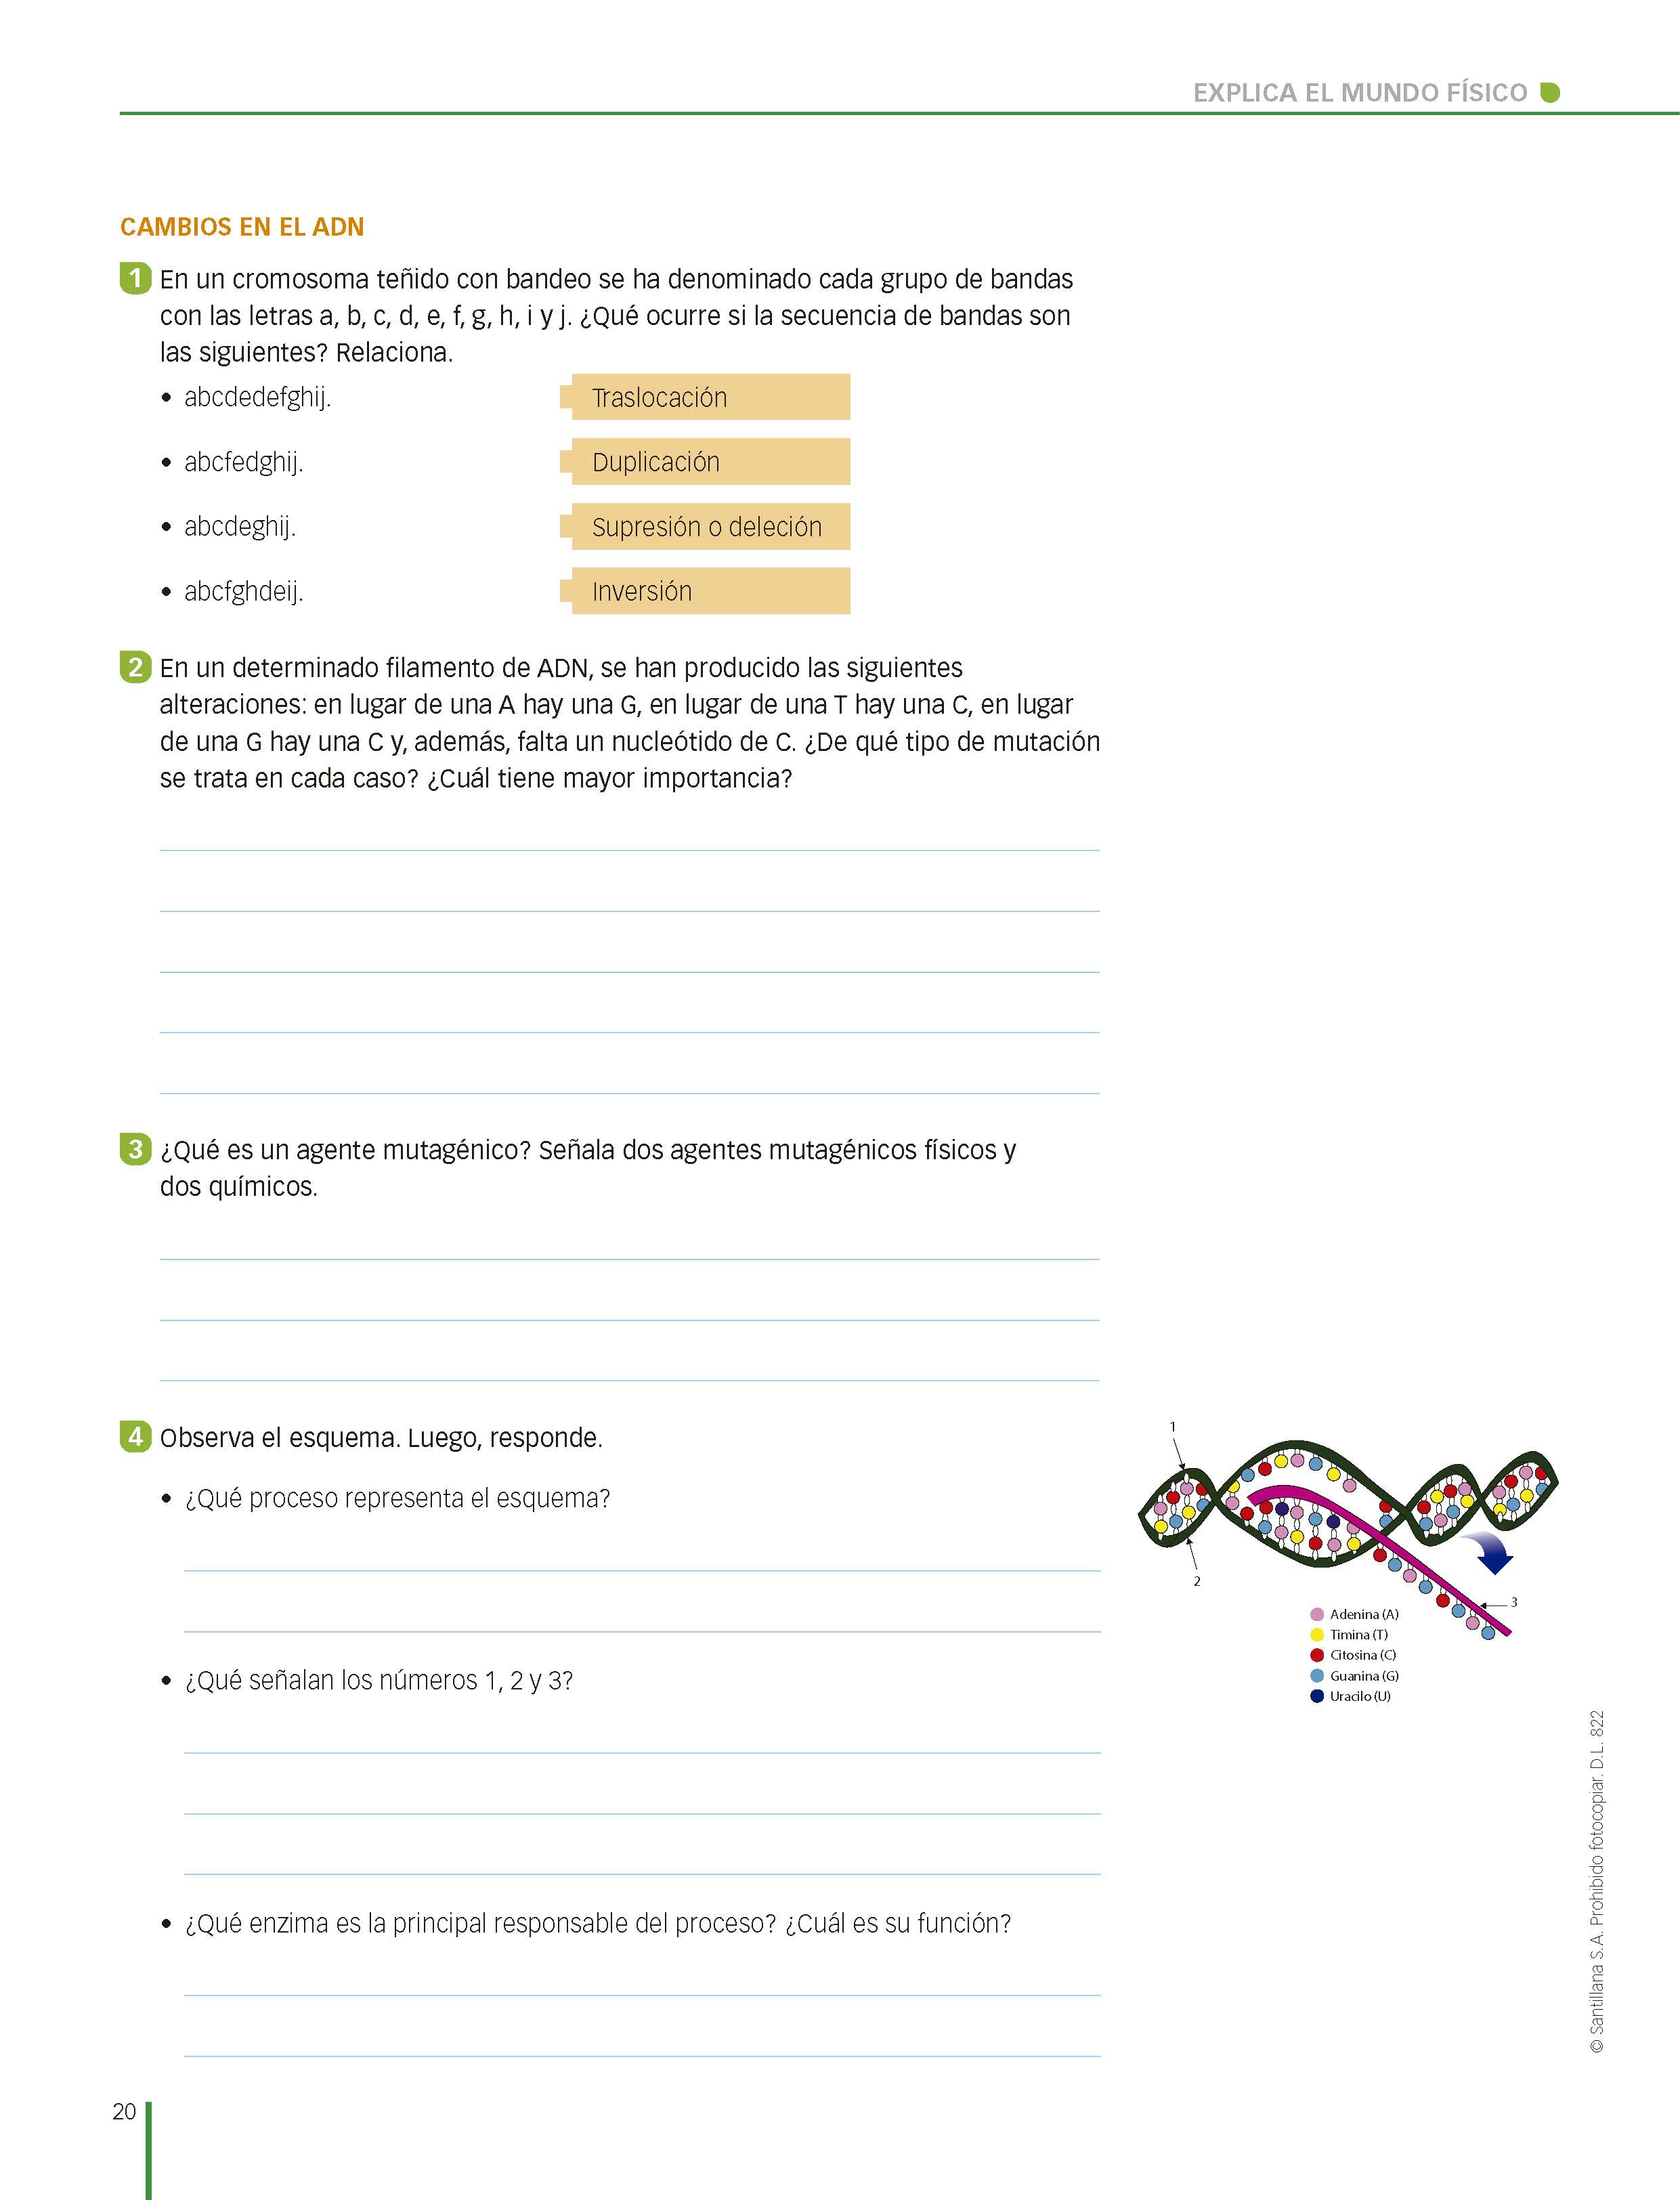 EXPLICA EL MUNDO FÍSICO
CAMBIOS EN EL ADN
1 En un cromosoma teñido con bandeo se ha denominado cada grupo de bandas
con las letras a, b, c, d, e, f, g, h, i y j. ¿Qué ocurre si la secuencia de bandas son
las siguientes? Relaciona.
• abcdedefghij.
Traslocación
• abcfedghij.
Duplicación
• abcdeghij.
Supresión o deleción
• abcfghdeij.
Inversión
2 En un determinado filamento de ADN, se han producido las siguientes
alteraciones: en lugar de una A hay una G, en lugar de una T hay una C, en lugar
de una G hay una C y, además, falta un nucleótido de C. ¿De qué tipo de mutación
se trata en cada caso? ¿Cuál tiene mayor importancia?
3 ¿Qué es un agente mutagénico? Señala dos agentes mutagénicos físicos y
dos químicos.
4 Observa el esquema. Luego, responde.
• ¿Qué proceso representa el esquema?
• ¿Qué señalan los números 1, 2 y 3?
• ¿Qué enzima es la principal responsable del proceso? ¿Cuál es su función?
1
2
3
Adenina (A)
Timina (T)
Citosina (C)
Guanina (G)
Uracilo (U)
© Santillana S.A. Prohibido fotocopiar. D.L. 822
20